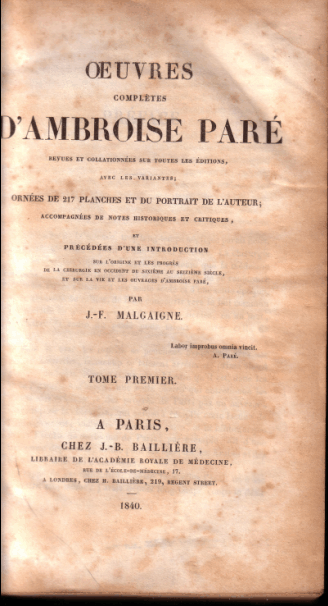 ŒUVRES
COMPLÈTES
D'AMBROISE PARÉ
REVUES ET COLLATIONNÉES SUR TOUTES LES ÉDITIONS,
AVEC LES VARIANTES;
ORNÉES DE 217 PLANCHES ET DU PORTRAIT DE L'AUTEUR;
ACCOMPAGNÉES DE NOTES HISTORIQUES ET CRITIQUES,
ET
PRÉCÉDÉES D'UNE INTRODUCTION
SUR L'ORIGINE ET LES PROGRÈS
DE LA CHIRURGIE EN OCCIDENT DU SIXIÈME AU SEIZIÈME SIÈCLE,
ET SUR LA VIE ET LES OUVRAGES D'AMBROISE PARÉ,
PAR
J.-F. MALGAIGNE.
Labor improbus omnia vincit.
A. PARÉ.
TOME PREMIER.
A PARIS,
CHEZ J.-B. BAILLIÈRE,
LIBRAIRE DE L'ACADÉMIE ROYALE DE MÉDECINE,
RUE DE L'ÉCOLE-DE-MÉDECINE, 17.
A LONDRES, CHEZ H. BAILLIÈRE, 219, REGENT STREET.
1840.